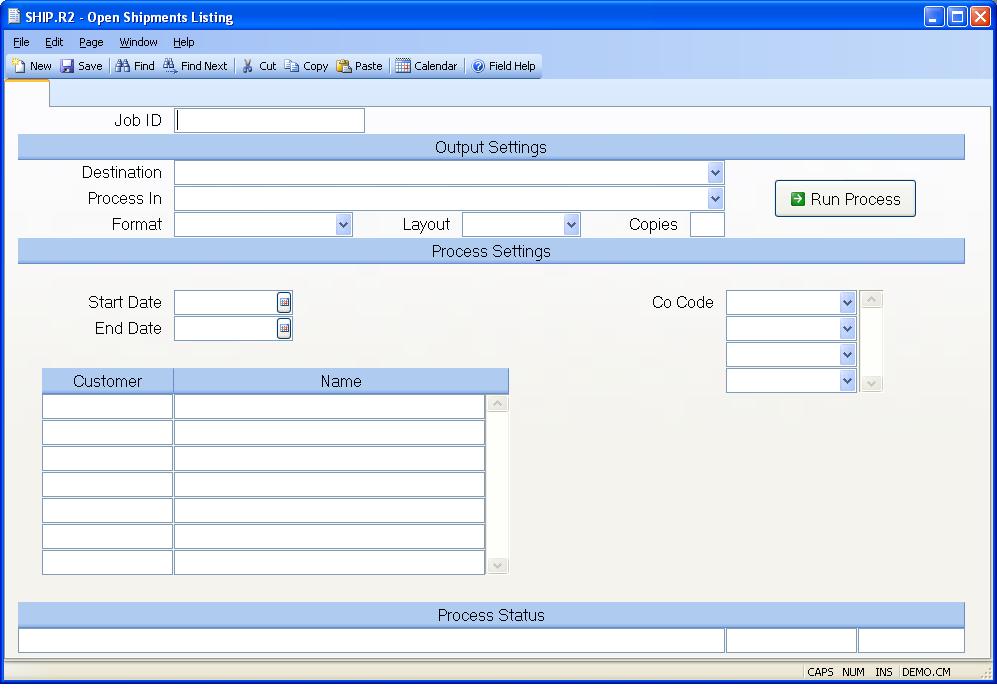 SHIP.R2 - Open Shipments Listing
File Edit Page Window Help
New Save Find Find Next Cut Copy Paste Calendar Field Help
Job ID
Output Settings
Destination
Process In
Run Process
Format Layout Copies
Process Settings
Start Date Co Code
End Date
Customer Name
Process Status
CAPS NUM INS DEMO.CM